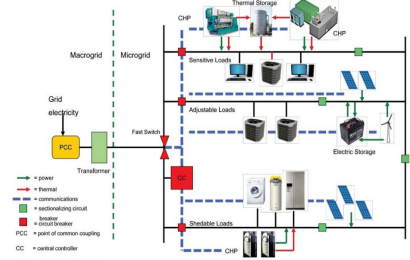 Thermal Storage
CHP
CHP
Macrogrid
Microgrid
Sensitive Loads
Grid
electricity
Adjustable Loads
Fast Switch
PCC
Electric Storage
Transformer
CC
= power
= thermal
= communications
= sectionalizing circuit
breaker
= circuit breaker
PCC = point of common coupling
CC = central controller
Shedable Loads
CHP